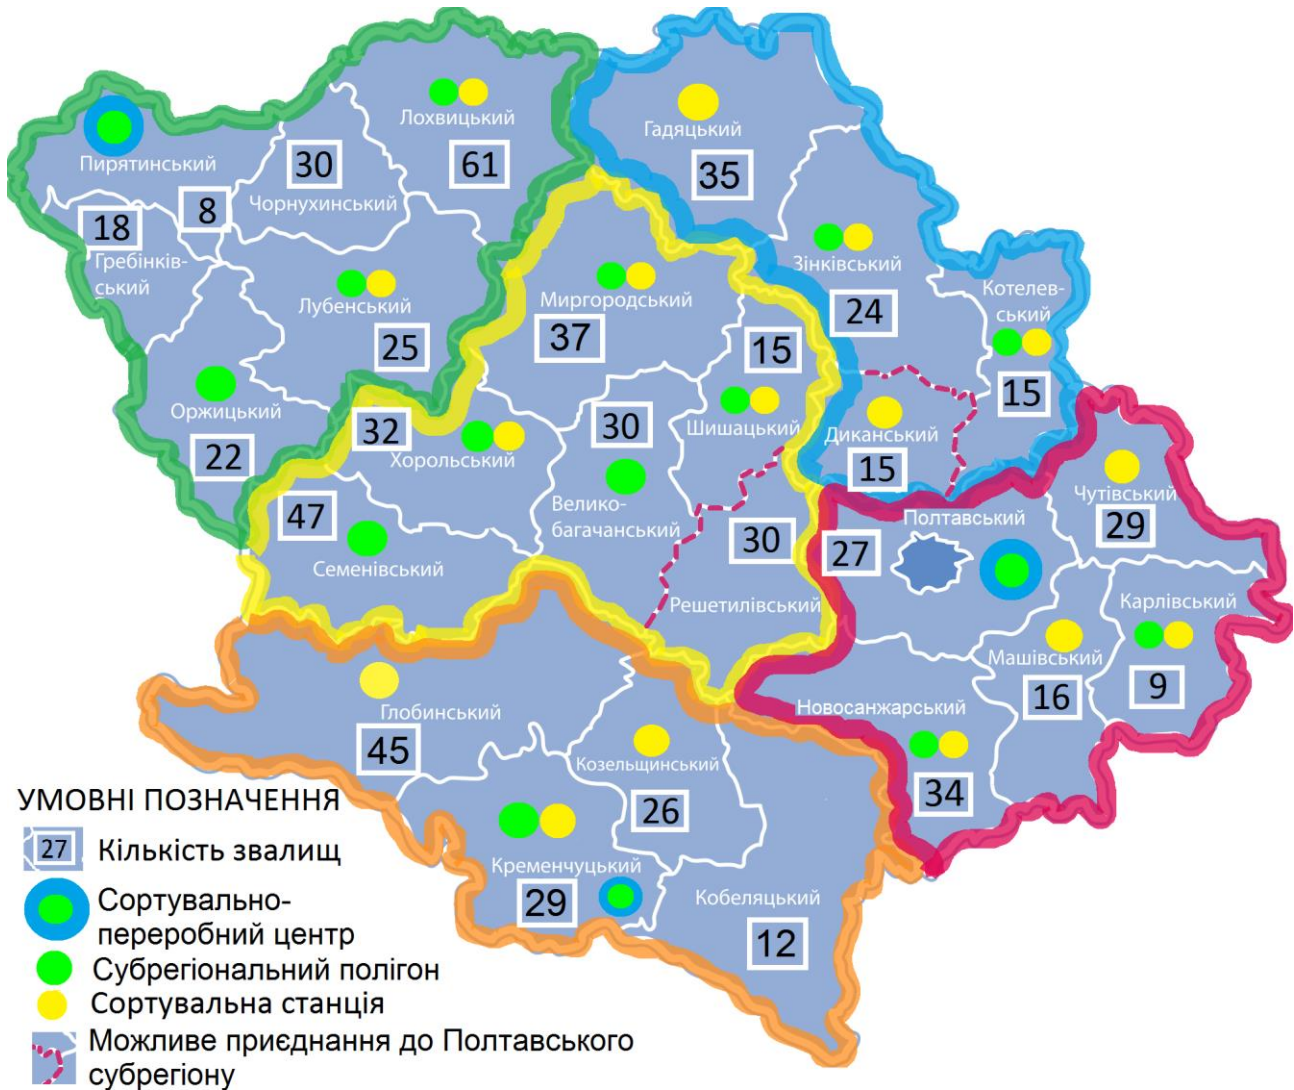 Лохвицький
61
Гадяцький
35
Пирятинський
8
30
Чорнухинський
18
Гребінків-
ський
Зінківський
24
Котелев-
ський
15
Лубенський
25
Миргородський
37
15
Шишацький
Оржицький
22
32
Хорольський
30
Велико-
багачанський
Диканський
15
47
Семенівський
30
Решетилівський
Полтавський
27
Чутівський
29
Карлівський
9
Машівський
16
Новосанжарський
34
Глобинський
45
Козельщинський
26
Кременчуцький
29
Кобеляцький
12
УМОВНІ ПОЗНАЧЕННЯ
27 Кількість звалищ
Сортувально-
переробний центр
Субрегіональний полігон
Сортувальна станція
Можливе приєднання до Полтавського
субрегіону